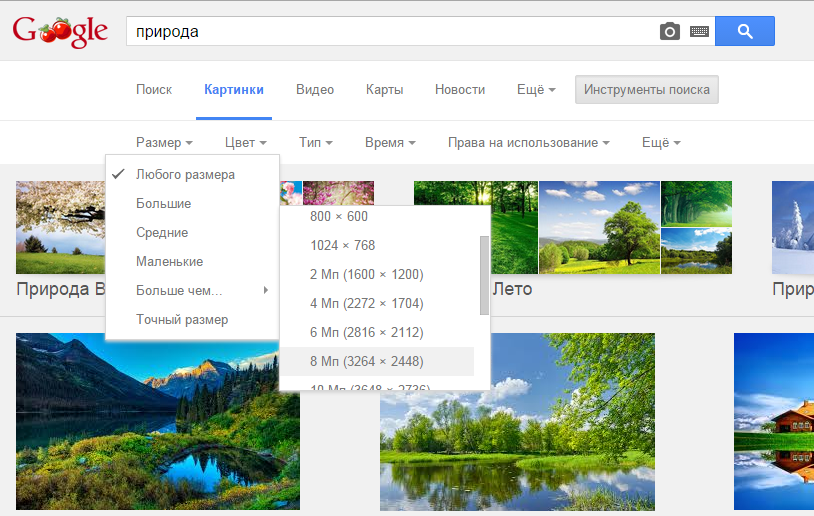 Google
природа
Поиск Картинки Видео Карты Новости Ещё Инструменты поиска
Размер Цвет Тип Время Права на использование Ещё
Любого размера
Большие
Средние
Маленькие
Больше чем...
Точный размер
800 × 600
1024 × 768
2 Мп (1600 × 1200)
4 Мп (2272 × 1704)
6 Мп (2816 × 2112)
8 Мп (3264 × 2448)
10 Мп (3648 × 2736)
Природа В
Лето
Прир